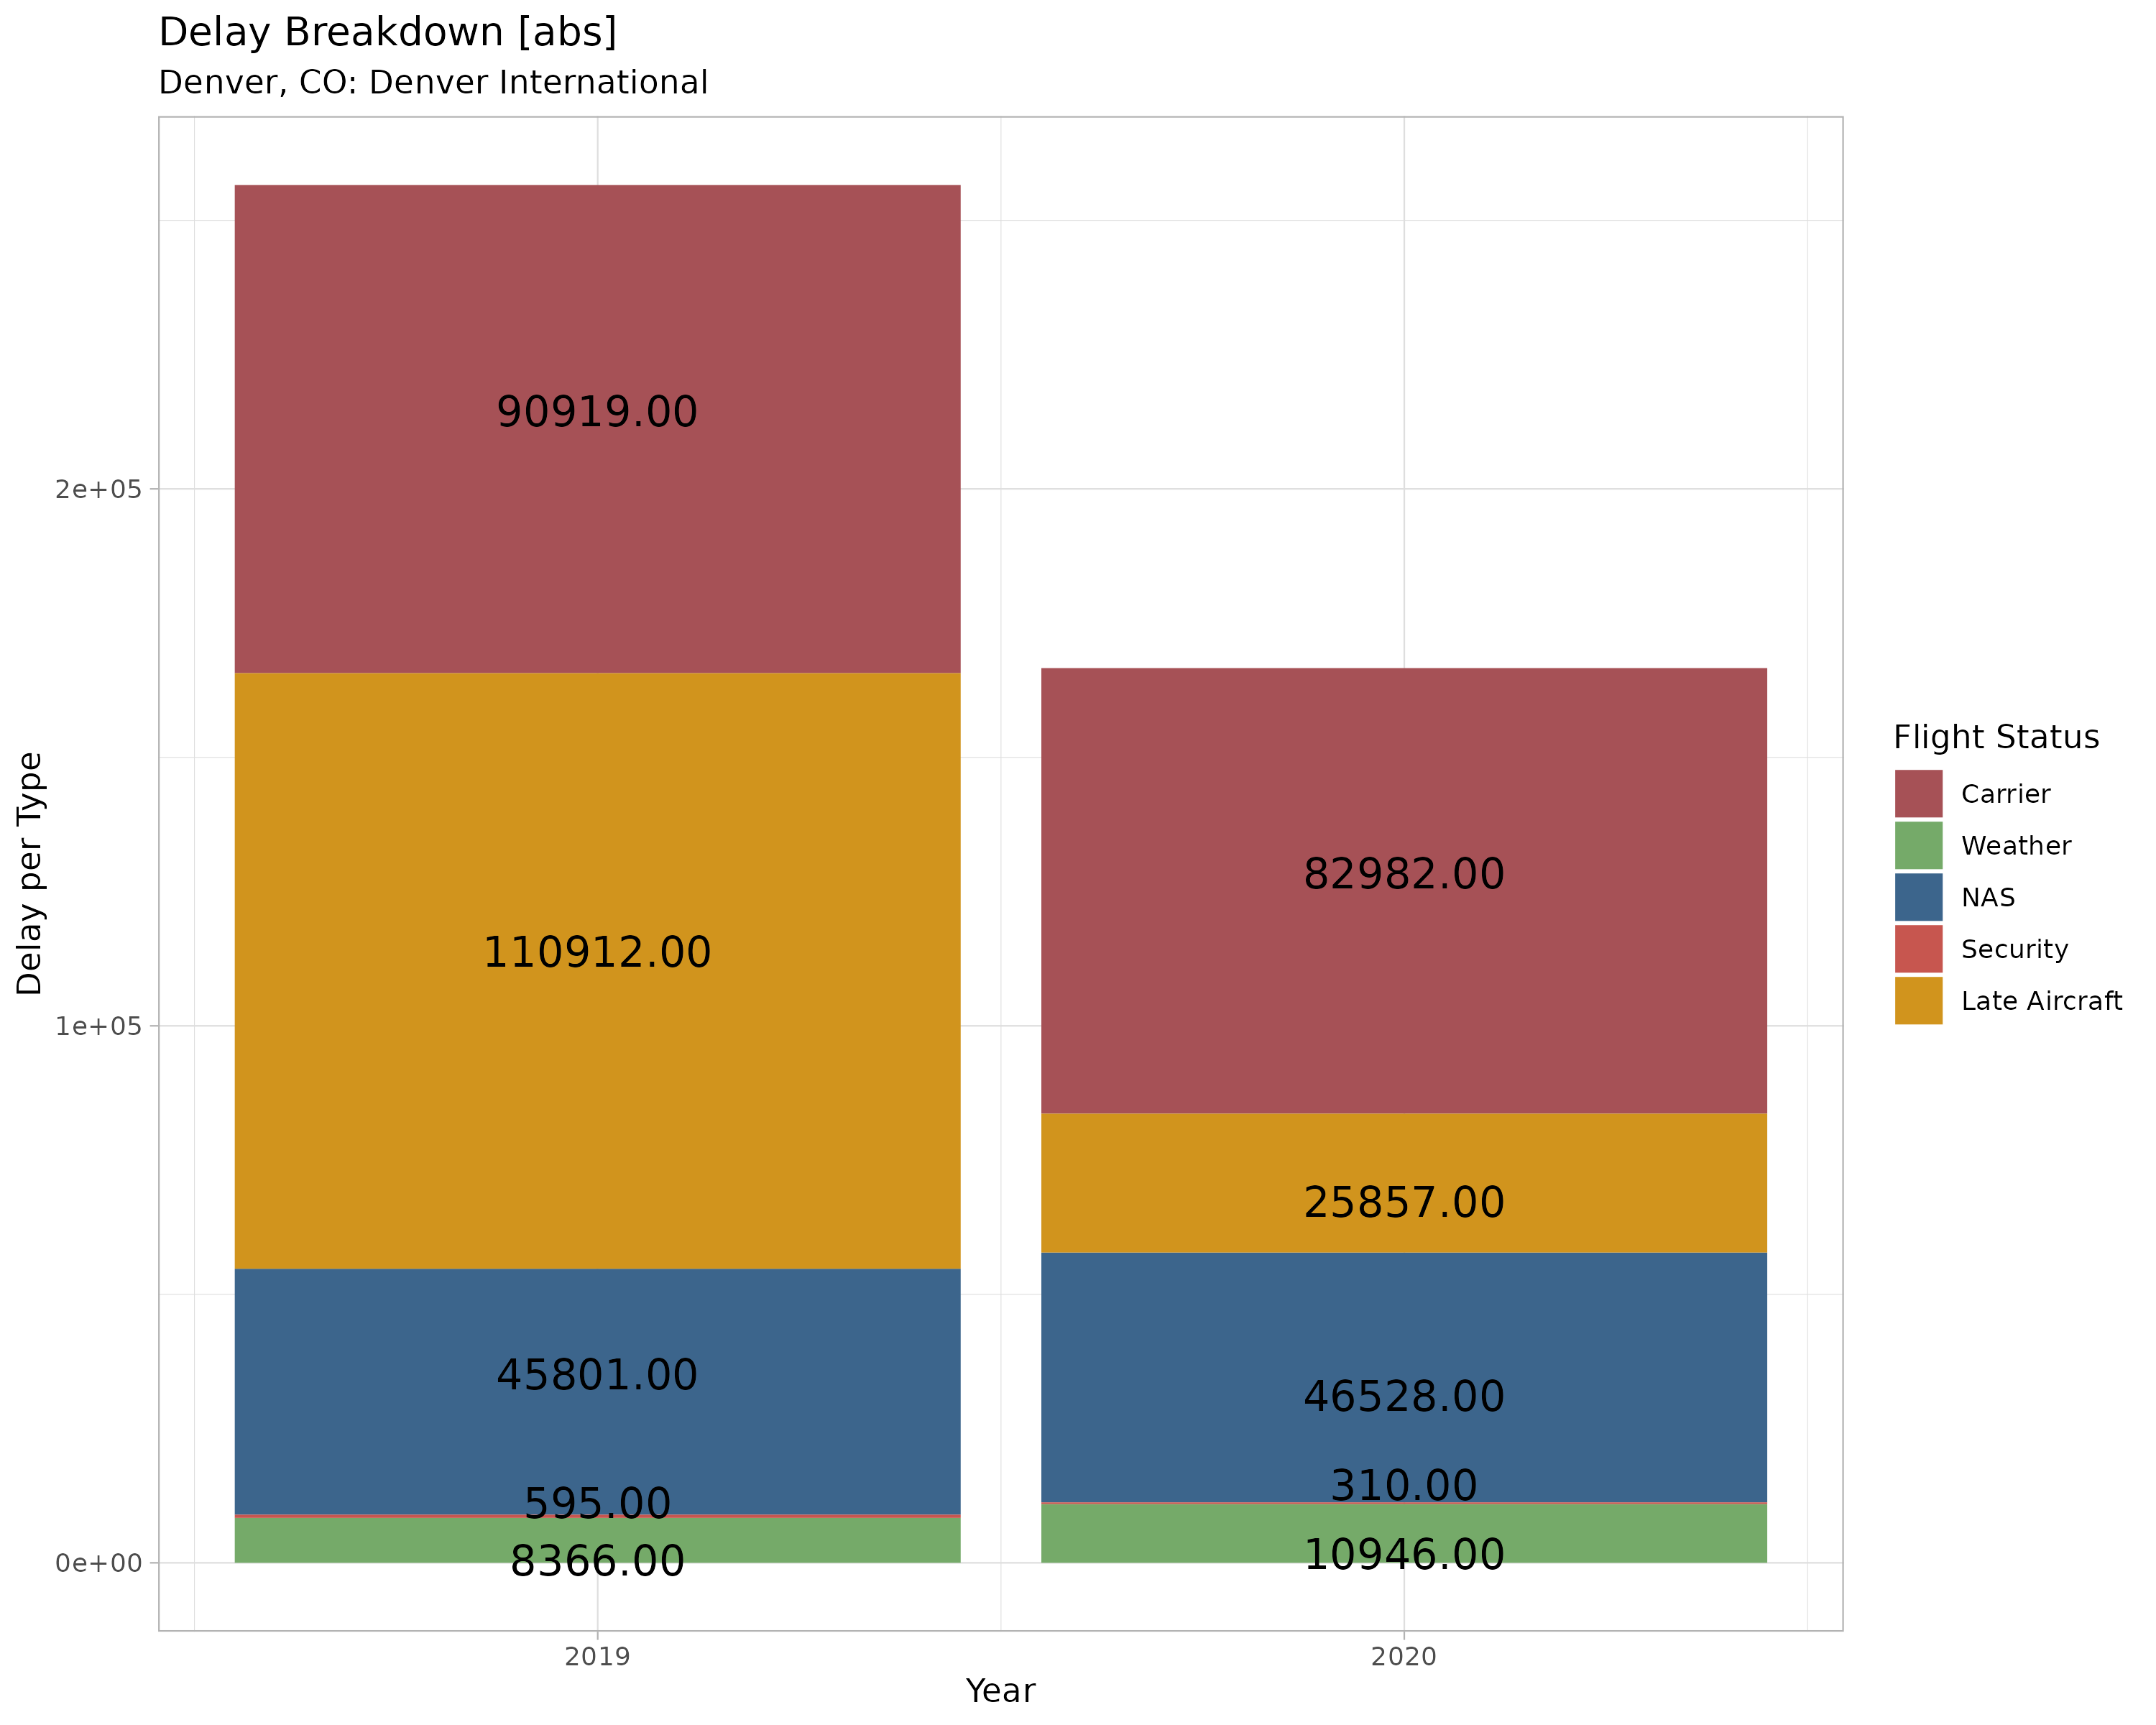 Delay Breakdown [abs]
Denver, CO: Denver International
Delay per Type
2e+05
1e+05
0e+00
90919.00
110912.00
45801.00
595.00
8366.00
82982.00
25857.00
46528.00
310.00
10946.00
2019
2020
Year
Flight Status
Carrier
Weather
NAS
Security
Late Aircraft